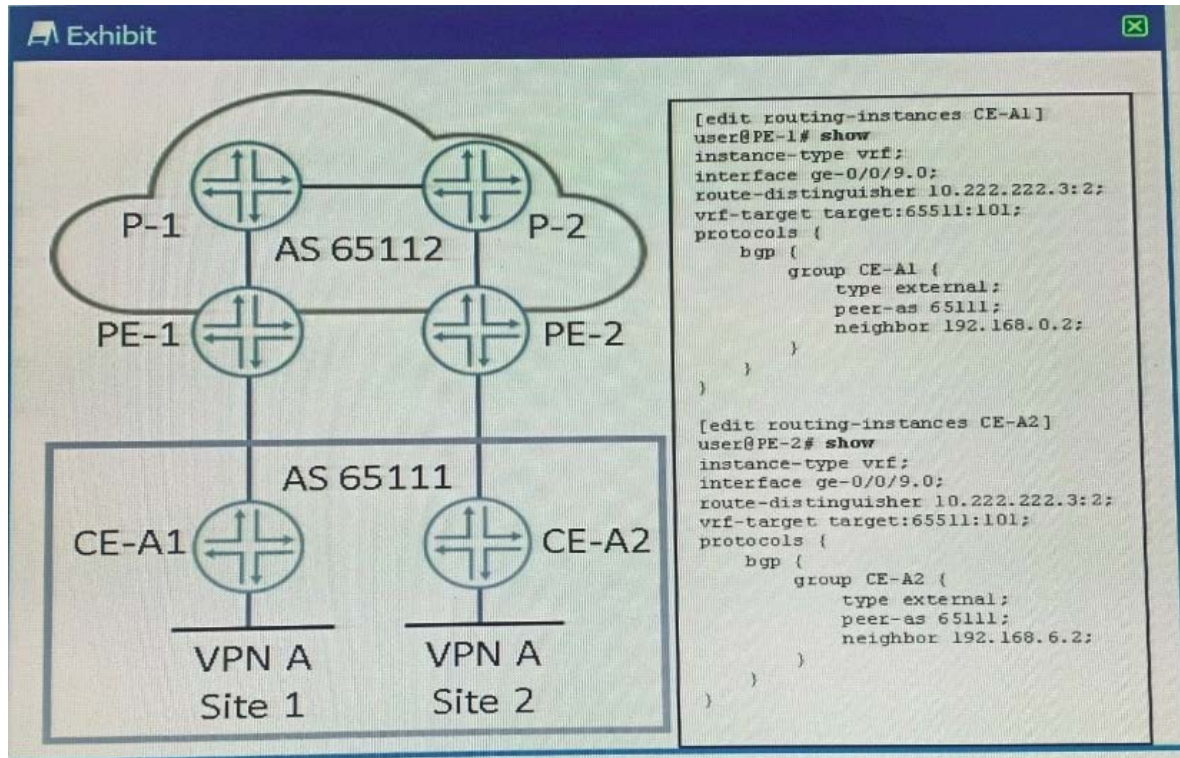 Exhibit
P-1
P-2
AS 65112
PE-1
PE-2
AS 65111
CE-A1
CE-A2
VPN A
Site 1
VPN A
Site 2
[edit routing-instances CE-A1]
user@PE-1# show
instance-type vrf;
interface ge-0/0/9.0;
route-distinguisher 10.222.222.3:2;
vrf-target target:65511:101;
protocols {
bgp {
group CE-A1 {
type external;
peer-as 65111;
neighbor 192.168.0.2;
}
}
}
[edit routing-instances CE-A2]
user@PE-2# show
instance-type vrf;
interface ge-0/0/9.0;
route-distinguisher 10.222.222.3:2;
vrf-target target:65511:101;
protocols {
bgp {
group CE-A2 {
type external;
peer-as 65111;
neighbor 192.168.6.2;
}
}
}